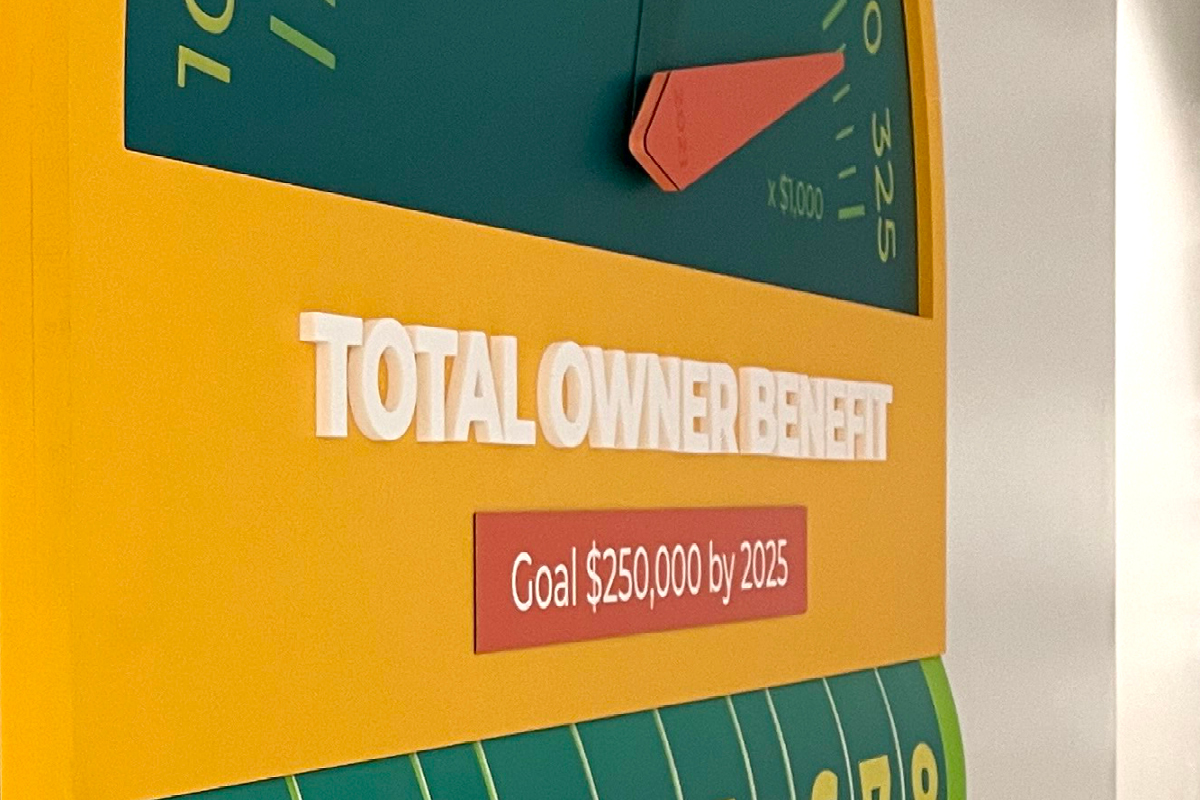 325
x $1,000
TOTAL OWNER BENEFIT
Goal $250,000 by 2025